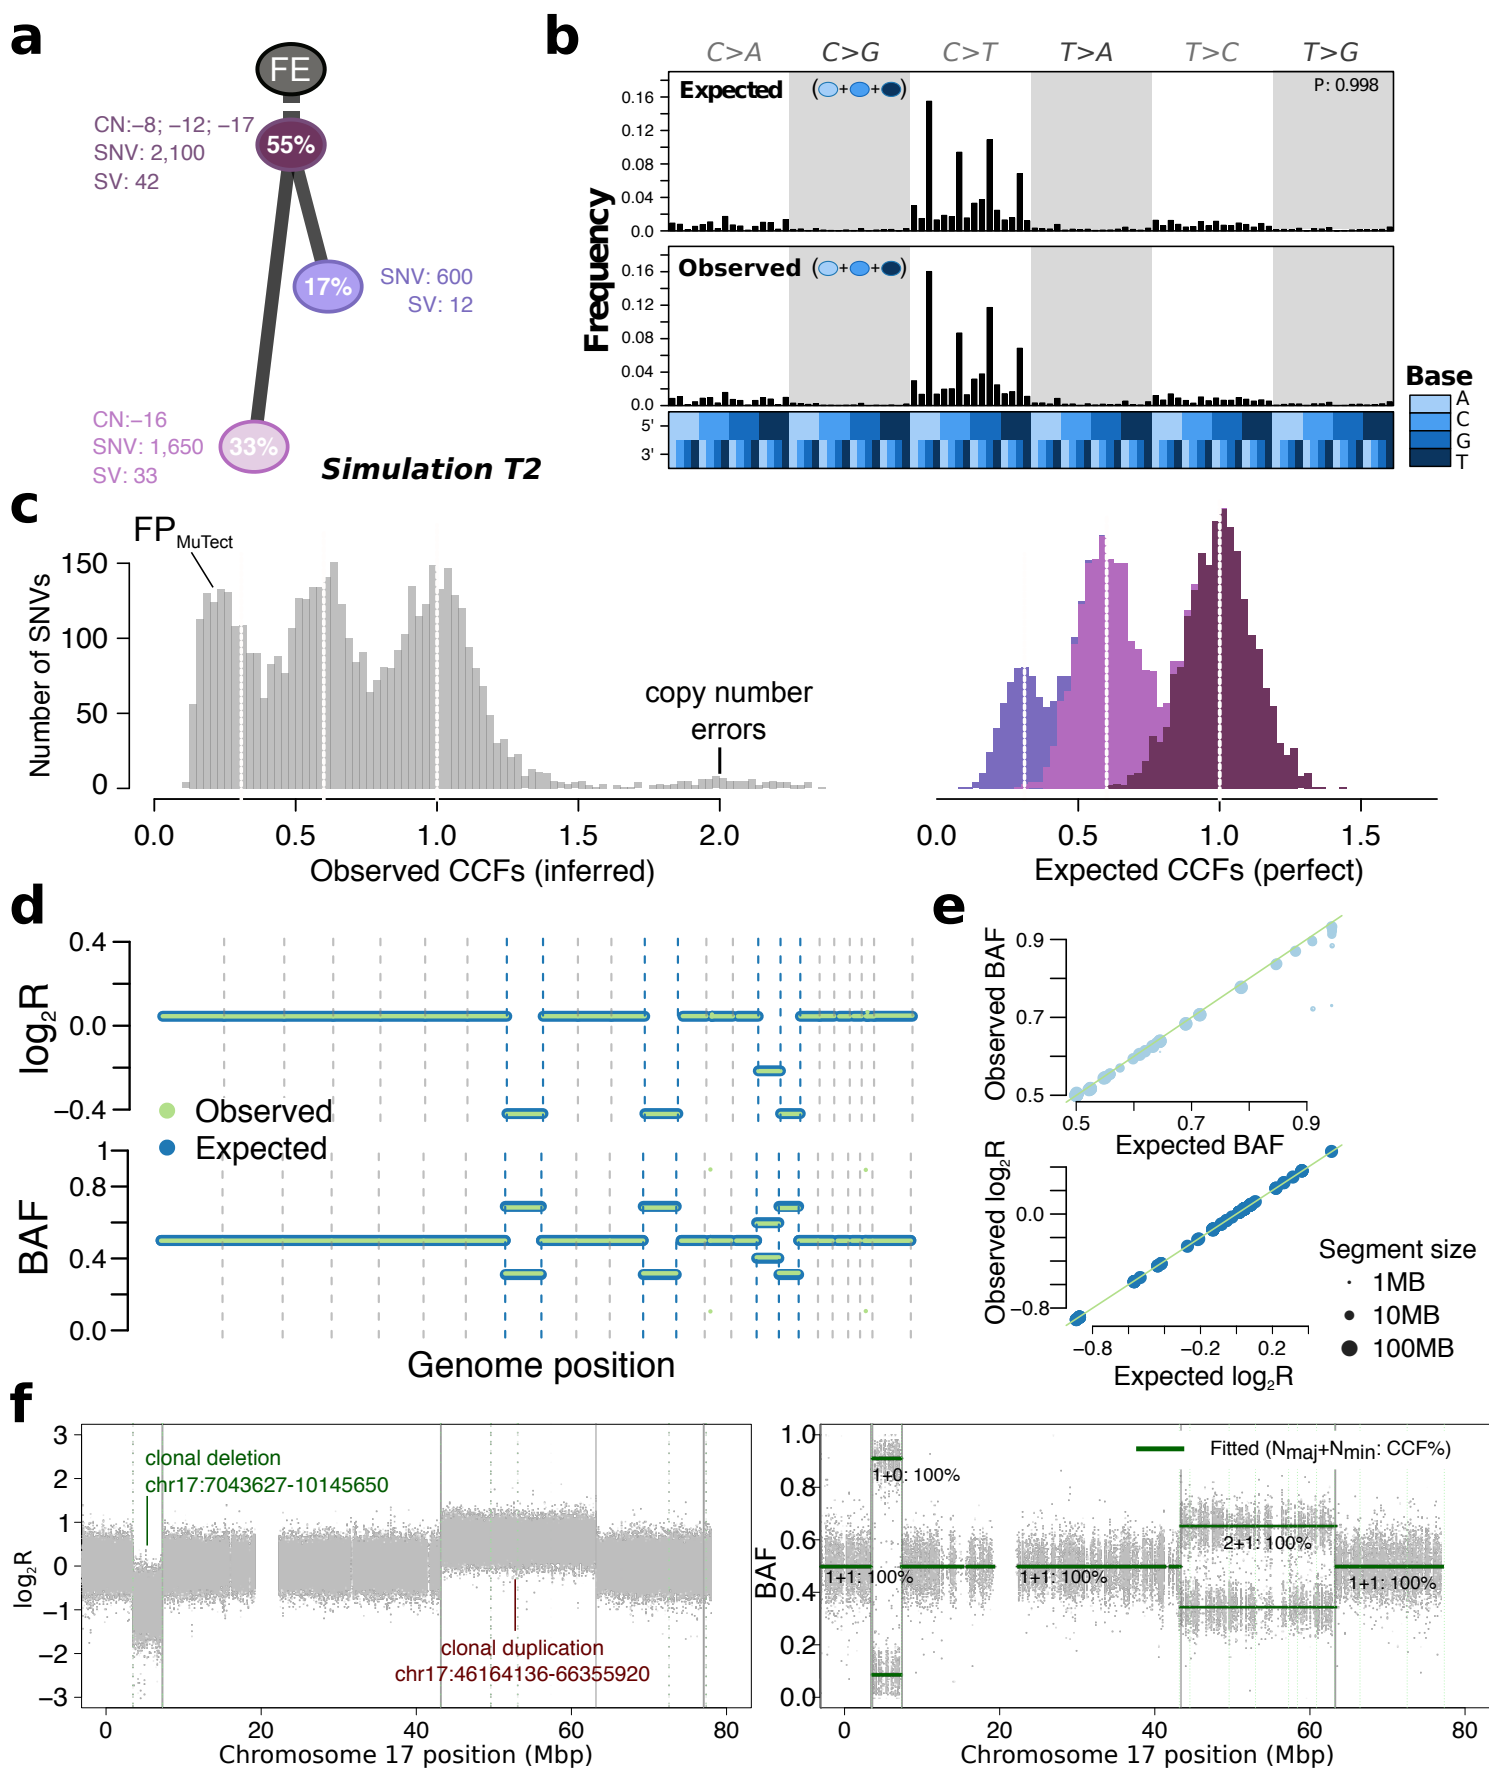 a
FE
CN:−8; −12; −17
SNV: 2,100
SV: 42
55%
17%
SNV: 600
SV: 12
CN:−16
SNV: 1,650
SV: 33
33%
Simulation T2
b
C>A C>G C>T T>A T>C T>G
Expected ( + + )
P: 0.998
0.16
0.12
0.08
0.04
0.0
Observed ( + + )
0.16
0.12
0.08
0.04
0.0
Frequency
5'
3'
Base
A
C
G
T
c
FP MuTect
150
100
50
0
Number of SNVs
copy number
errors
0.0 0.5 1.0 1.5 2.0
Observed CCFs (inferred)
0.0 0.5 1.0 1.5
Expected CCFs (perfect)
d
0.4
0.0
−0.4
log2R
Observed
Expected
1
0.8
0.4
0.0
BAF
Genome position
e
0.9
0.7
0.5
Observed BAF
0.5 0.7 0.9
Expected BAF
0.0
−0.8
Observed log2R
−0.8 −0.2 0.2
Expected log2R
Segment size
1MB
10MB
100MB
f
3
2
1
0
−1
−2
−3
log2R
clonal deletion
chr17:7043627-10145650
clonal duplication
chr17:46164136-66355920
0 20 40 60 80
Chromosome 17 position (Mbp)
1.0
0.8
0.6
0.4
0.2
0.0
BAF
Fitted (Nmaj+Nmin: CCF%)
1+0: 100%
2+1: 100%
1+1: 100%
1+1: 100%
1+1: 100%
0 20 40 60 80
Chromosome 17 position (Mbp)